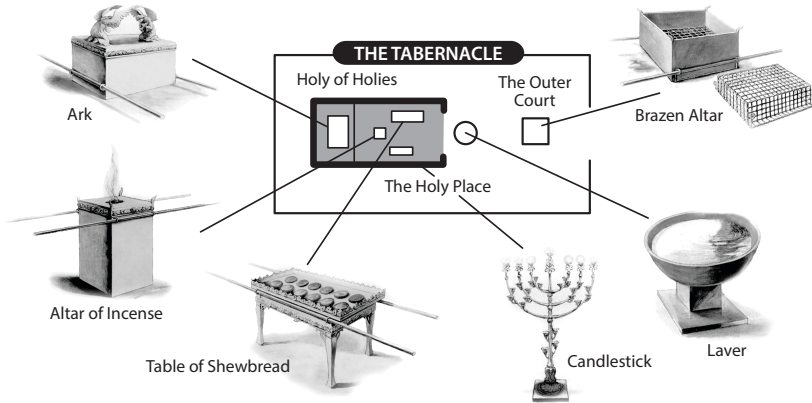 THE TABERNACLE
Holy of Holies
The Outer
Court
Ark
Brazen Altar
The Holy Place
Altar of Incense
Table of Shewbread
Candlestick
Laver